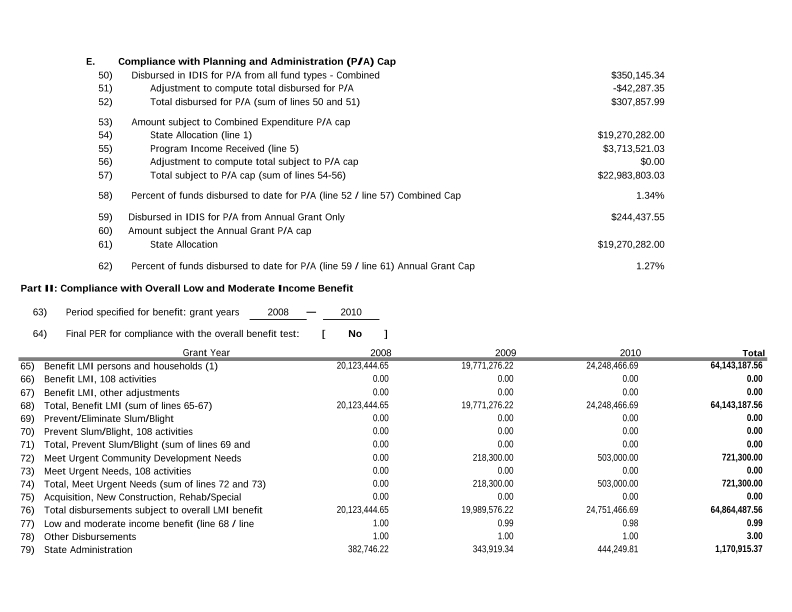 E. Compliance with Planning and Administration (P/A) Cap
50) Disbursed in IDIS for P/A from all fund types - Combined $350,145.34
51) Adjustment to compute total disbursed for P/A -$42,287.35
52) Total disbursed for P/A (sum of lines 50 and 51) $307,857.99
53) Amount subject to Combined Expenditure P/A cap
54) State Allocation (line 1) $19,270,282.00
55) Program Income Received (line 5) $3,713,521.03
56) Adjustment to compute total subject to P/A cap $0.00
57) Total subject to P/A cap (sum of lines 54-56) $22,983,803.03
58) Percent of funds disbursed to date for P/A (line 52 / line 57) Combined Cap 1.34%
59) Disbursed in IDIS for P/A from Annual Grant Only $244,437.55
60) Amount subject the Annual Grant P/A cap
61) State Allocation $19,270,282.00
62) Percent of funds disbursed to date for P/A (line 59 / line 61) Annual Grant Cap 1.27%
Part II: Compliance with Overall Low and Moderate Income Benefit
63) Period specified for benefit: grant years 2008 — 2010
64) Final PER for compliance with the overall benefit test: [ No ]
Grant Year 2008 2009 2010 Total
65) Benefit LMI persons and households (1) 20,123,444.65 19,771,276.22 24,248,466.69 64,143,187.56
66) Benefit LMI, 108 activities 0.00 0.00 0.00 0.00
67) Benefit LMI, other adjustments 0.00 0.00 0.00 0.00
68) Total, Benefit LMI (sum of lines 65-67) 20,123,444.65 19,771,276.22 24,248,466.69 64,143,187.56
69) Prevent/Eliminate Slum/Blight 0.00 0.00 0.00 0.00
70) Prevent Slum/Blight, 108 activities 0.00 0.00 0.00 0.00
71) Total, Prevent Slum/Blight (sum of lines 69 and 0.00 0.00 0.00 0.00
72) Meet Urgent Community Development Needs 0.00 218,300.00 503,000.00 721,300.00
73) Meet Urgent Needs, 108 activities 0.00 0.00 0.00 0.00
74) Total, Meet Urgent Needs (sum of lines 72 and 73) 0.00 218,300.00 503,000.00 721,300.00
75) Acquisition, New Construction, Rehab/Special 0.00 0.00 0.00 0.00
76) Total disbursements subject to overall LMI benefit 20,123,444.65 19,989,576.22 24,751,466.69 64,864,487.56
77) Low and moderate income benefit (line 68 / line 1.00 0.99 0.98 0.99
78) Other Disbursements 1.00 1.00 1.00 3.00
79) State Administration 382,746.22 343,919.34 444,249.81 1,170,915.37